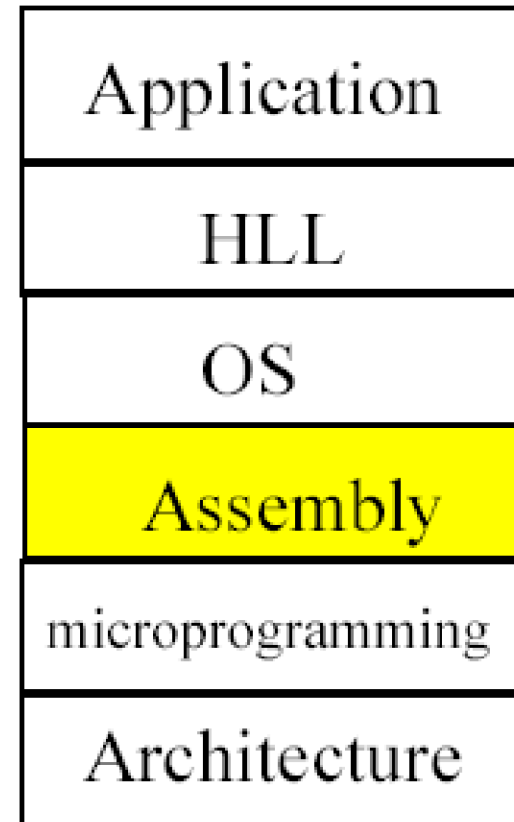 Application
HLL
OS
Assembly
microprogramming
Architecture